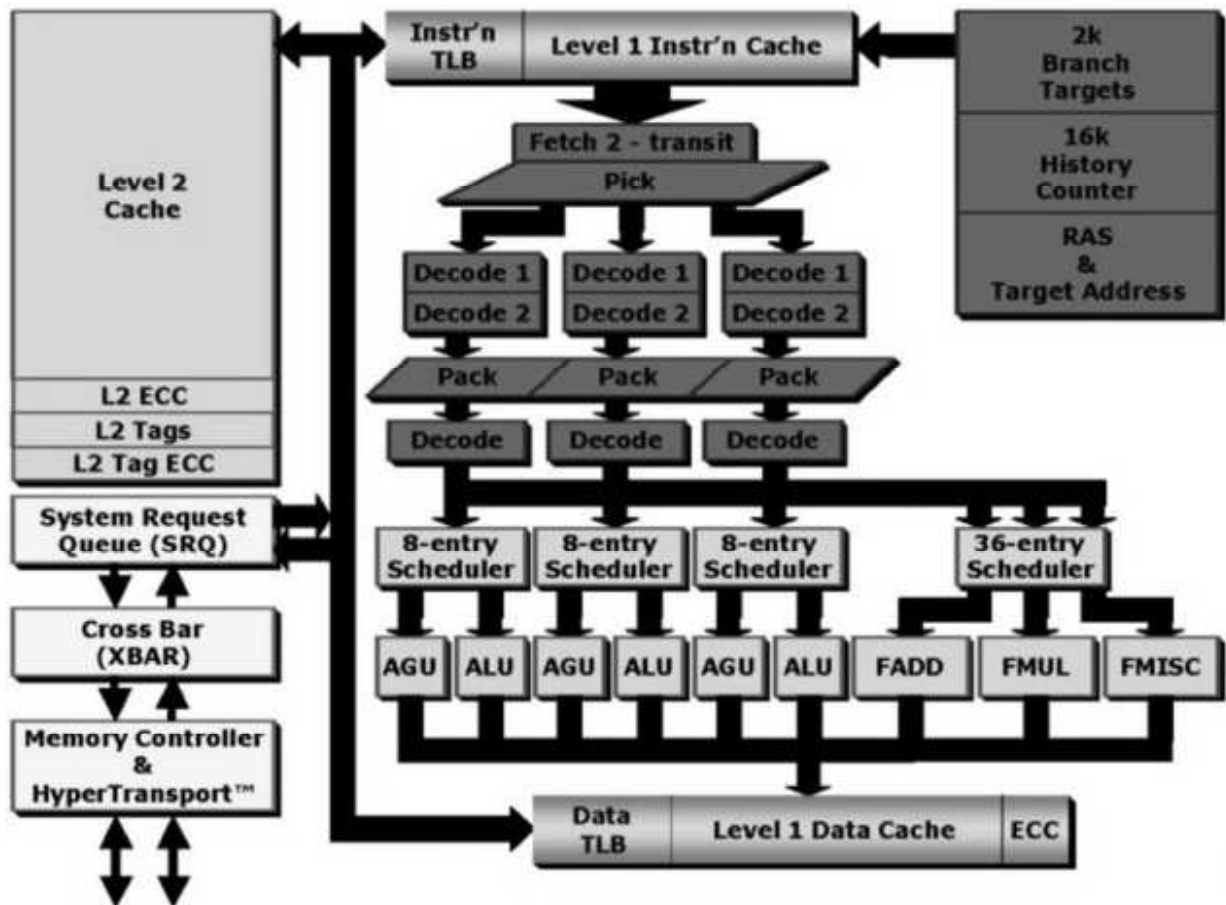 Level 2
Cache
L2 ECC
L2 Tags
L2 Tag ECC
System Request
Queue (SRQ)
Cross Bar
(XBAR)
Memory Controller
&
HyperTransport™
Instr'n
TLB
Level 1 Instr'n Cache
2k
Branch
Targets
16k
History
Counter
RAS
&
Target Address
Fetch 2 - transit
Pick
Decode 1
Decode 2
Decode 1
Decode 2
Decode 1
Decode 2
Pack
Pack
Pack
Decode
Decode
Decode
8-entry
Scheduler
8-entry
Scheduler
8-entry
Scheduler
36-entry
Scheduler
AGU
ALU
AGU
ALU
AGU
ALU
FADD
FMUL
FMISC
Data
TLB
Level 1 Data Cache
ECC